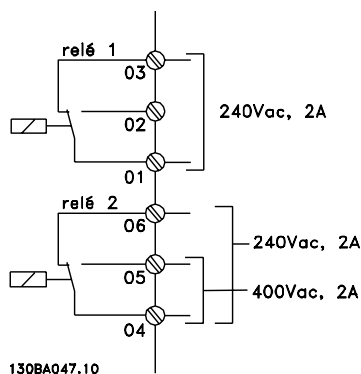 relé 1
03
02
240Vac, 2A
01
relé 2
06
240Vac, 2A
05
400Vac, 2A
04
130BA047.10